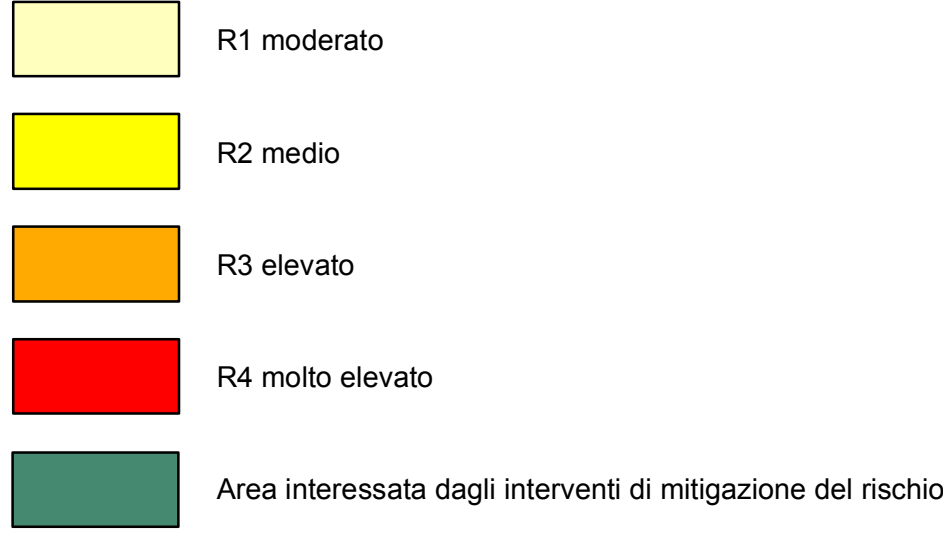 R1 moderato
R2 medio
R3 elevato
R4 molto elevato
Area interessata dagli interventi di mitigazione del rischio